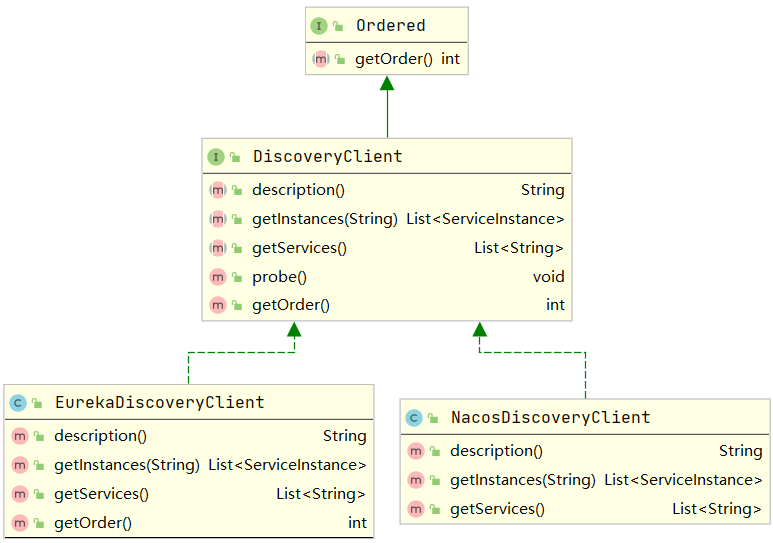 I Ordered
m getOrder() int
I DiscoveryClient
m description() String
m getInstances(String) List<ServiceInstance>
m getServices() List<String>
m probe() void
m getOrder() int
C EurekaDiscoveryClient
m description() String
m getInstances(String) List<ServiceInstance>
m getServices() List<String>
m getOrder() int
C NacosDiscoveryClient
m description() String
m getInstances(String) List<ServiceInstance>
m getServices() List<String>